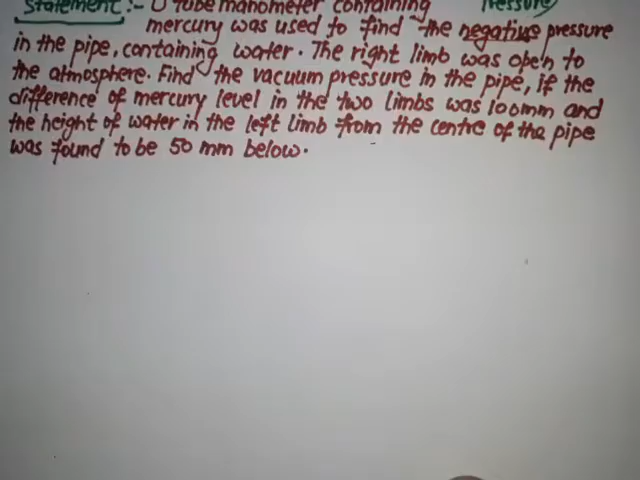 Statement:- U tube manometer containing Pressure
mercury was used to find the negative pressure
in the pipe, containing water. The right limb was open to
the atmosphere. Find the vacuum pressure in the pipe, if the
difference of mercury level in the two limbs was 100mm and
the height of water in the left limb from the centre of the pipe
was found to be 50 mm below.